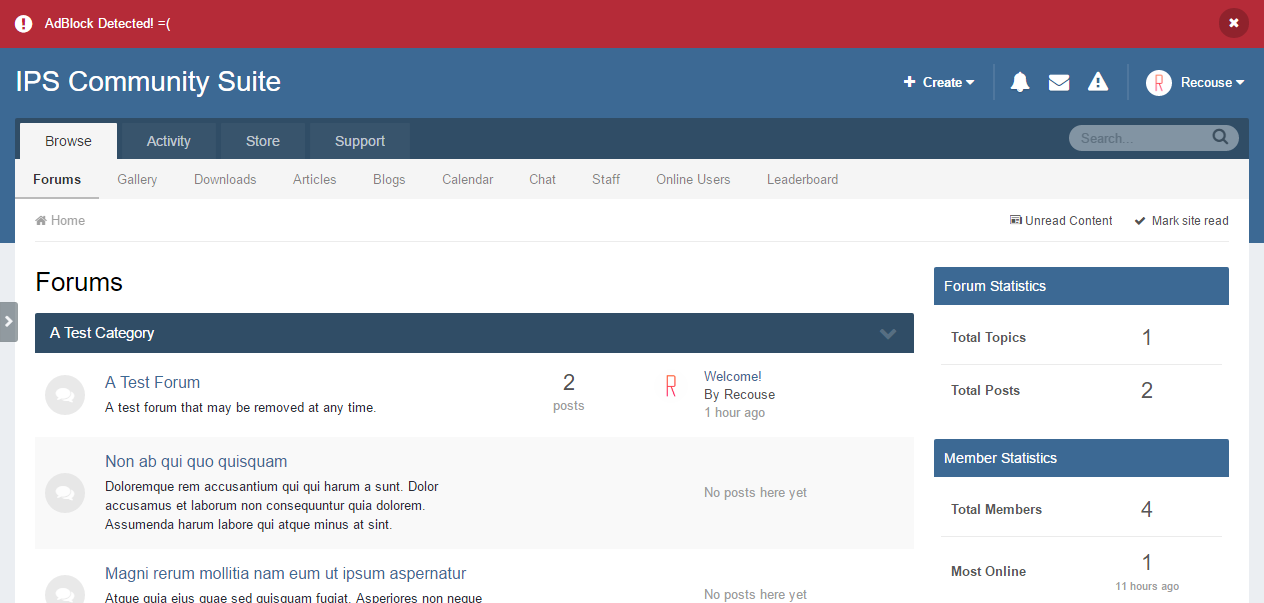 AdBlock Detected! =(
IPS Community Suite
Create
Recouse
Browse
Activity
Store
Support
Search...
Forums
Gallery
Downloads
Articles
Blogs
Calendar
Chat
Staff
Online Users
Leaderboard
Home
Unread Content
Mark site read
Forums
A Test Category
A Test Forum
A test forum that may be removed at any time.
2
posts
R
Welcome!
By Recouse
1 hour ago
Non ab qui quo quisquam
Doloremque rem accusantium qui qui harum a sunt. Dolor
accusamus et laborum non consequuntur quia dolorem.
Assumenda harum labore qui atque minus at sint.
No posts here yet
Magni rerum mollitia nam eum ut ipsum aspernatur
Atque quia eius quae sed quisquam fugiat. Asperiores non neque
No posts here yet
Forum Statistics
Total Topics
1
Total Posts
2
Member Statistics
Total Members
4
Most Online
1
11 hours ago